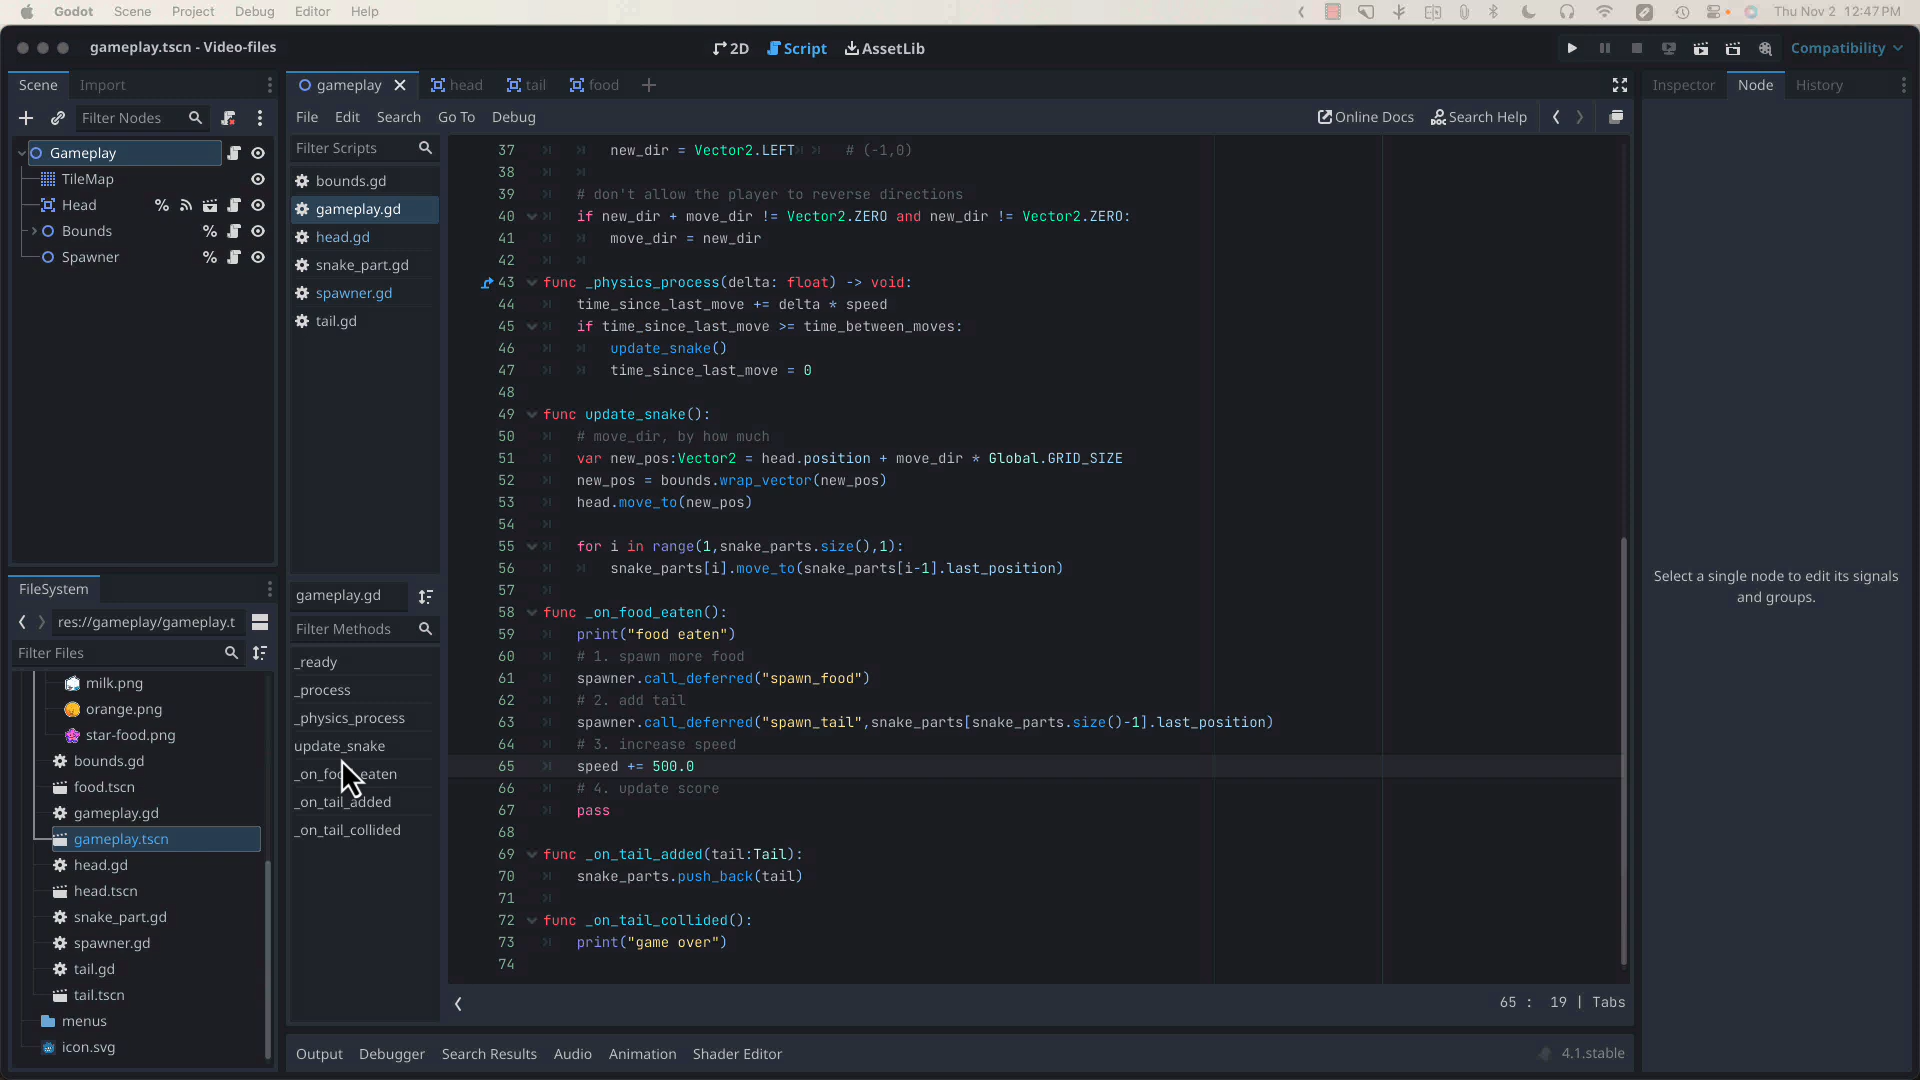 Godot Scene Project Debug Editor Help Thu Nov 2 12:47 PM
gameplay.tscn - Video-files 2D Script AssetLib Compatibility
Scene Import
gameplay head tail food
Inspector Node History
Filter Nodes
File Edit Search Go To Debug Online Docs Search Help
Gameplay
TileMap
Head
Bounds
Spawner
Filter Scripts
bounds.gd
gameplay.gd
head.gd
snake_part.gd
spawner.gd
tail.gd
gameplay.gd
Filter Methods
_ready
_process
_physics_process
update_snake
_on_food_eaten
_on_tail_added
_on_tail_collided
37 new_dir = Vector2.LEFT # (-1,0)
38
39 # don't allow the player to reverse directions
40 if new_dir + move_dir != Vector2.ZERO and new_dir != Vector2.ZERO:
41 move_dir = new_dir
42
43 func _physics_process(delta: float) -> void:
44 time_since_last_move += delta * speed
45 if time_since_last_move >= time_between_moves:
46 update_snake()
47 time_since_last_move = 0
48
49 func update_snake():
50 # move_dir, by how much
51 var new_pos:Vector2 = head.position + move_dir * Global.GRID_SIZE
52 new_pos = bounds.wrap_vector(new_pos)
53 head.move_to(new_pos)
54
55 for i in range(1,snake_parts.size(),1):
56 snake_parts[i].move_to(snake_parts[i-1].last_position)
57
58 func _on_food_eaten():
59 print("food eaten")
60 # 1. spawn more food
61 spawner.call_deferred("spawn_food")
62 # 2. add tail
63 spawner.call_deferred("spawn_tail",snake_parts[snake_parts.size()-1].last_position)
64 # 3. increase speed
65 speed += 500.0
66 # 4. update score
67 pass
68
69 func _on_tail_added(tail:Tail):
70 snake_parts.push_back(tail)
71
72 func _on_tail_collided():
73 print("game over")
74
65 : 19 | Tabs
Select a single node to edit its signals
and groups.
FileSystem
res://gameplay/gameplay.t
Filter Files
milk.png
orange.png
star-food.png
bounds.gd
food.tscn
gameplay.gd
gameplay.tscn
head.gd
head.tscn
snake_part.gd
spawner.gd
tail.gd
tail.tscn
menus
icon.svg
Output Debugger Search Results Audio Animation Shader Editor 4.1.stable